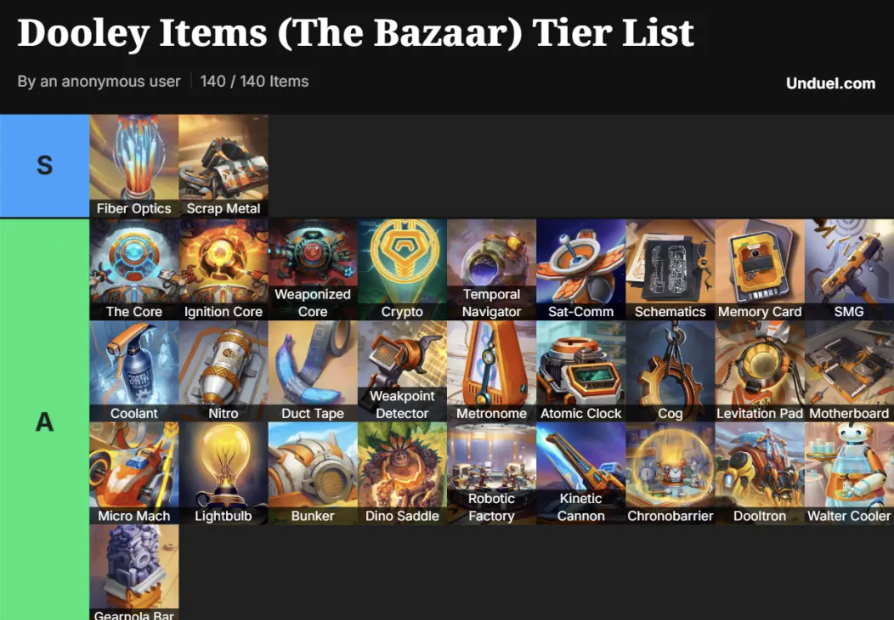 Dooley Items (The Bazaar) Tier List
By an anonymous user | 140 / 140 Items
Unduel.com
S
Fiber Optics
Scrap Metal
A
The Core
Ignition Core
Weaponized
Core
Crypto
Temporal
Navigator
Sat-Comm
Schematics
Memory Card
SMG
Coolant
Nitro
Duct Tape
Weakpoint
Detector
Metronome
Atomic Clock
Cog
Levitation Pad
Motherboard
Micro Mach
Lightbulb
Bunker
Dino Saddle
Robotic
Factory
Kinetic
Cannon
Chronobarrier
Dooltron
Walter Cooler
Gearnola Bar